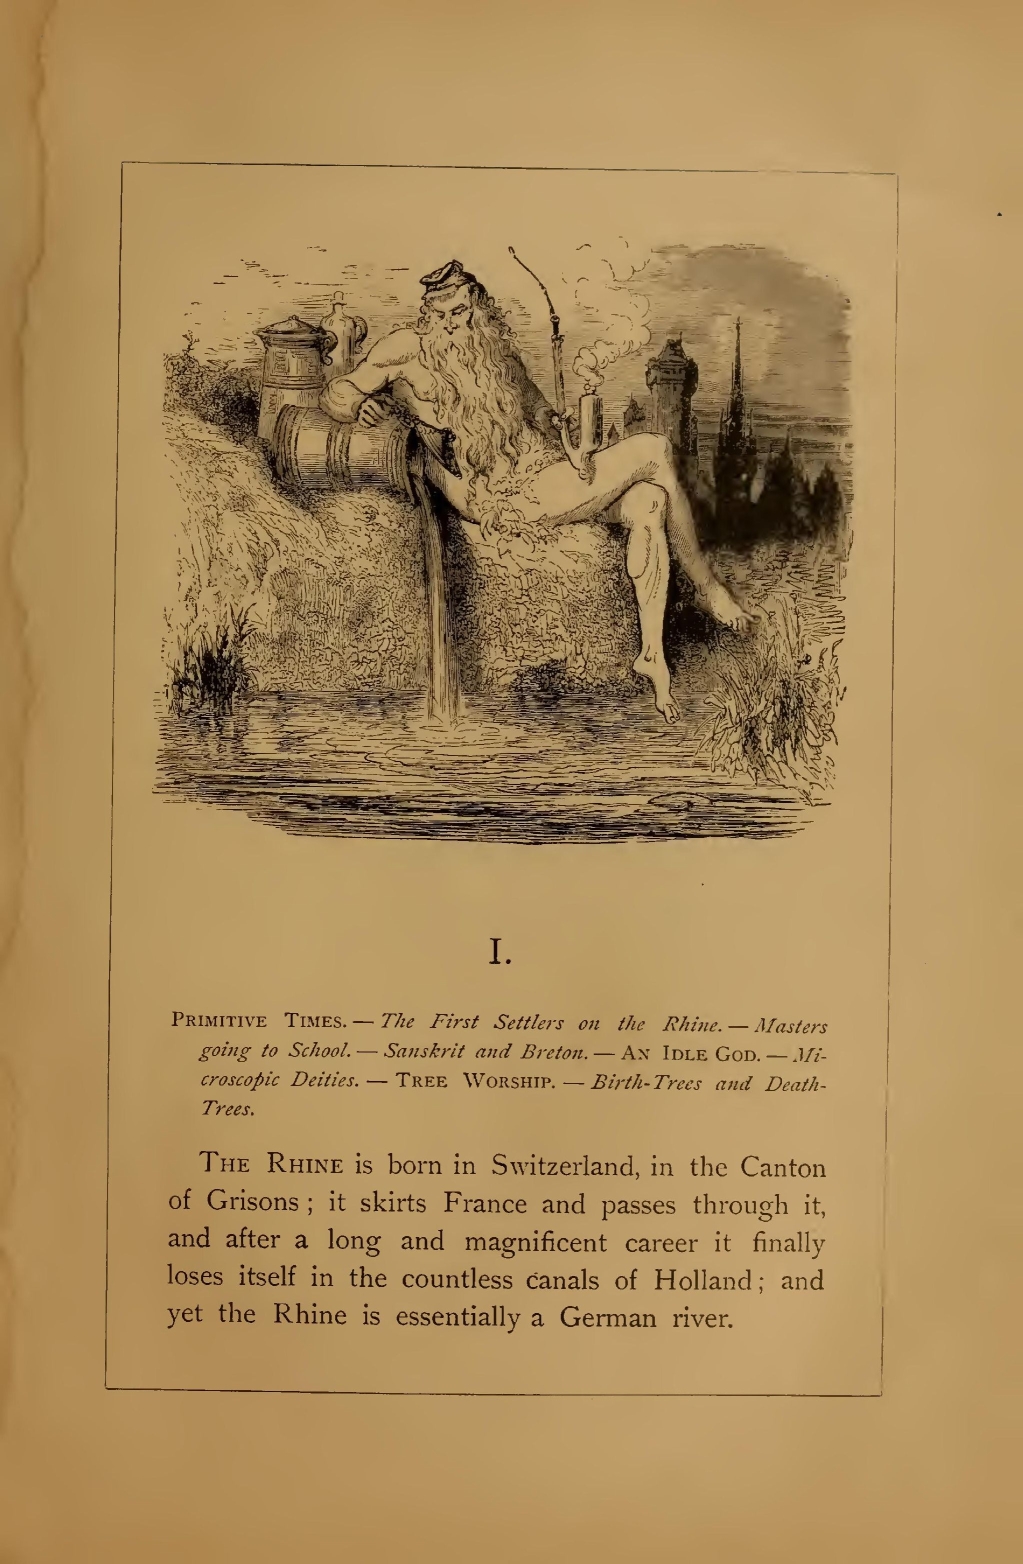 I.
PRIMITIVE TIMES. — The First Settlers on the Rhine. — Masters
going to School. — Sanskrit and Breton. — AN IDLE GOD. — Mi-
croscopic Deities. — TREE WORSHIP. — Birth-Trees and Death-
Trees.
THE RHINE is born in Switzerland, in the Canton
of Grisons; it skirts France and passes through it,
and after a long and magnificent career it finally
loses itself in the countless canals of Holland; and
yet the Rhine is essentially a German river.